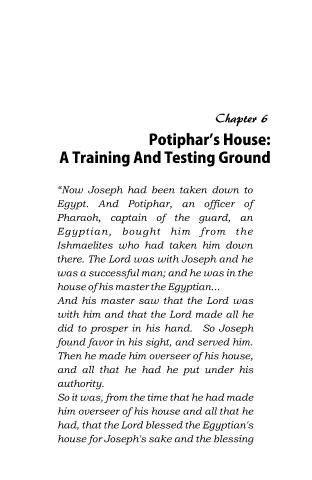 Chapter 6
Potiphar's House:
A Training And Testing Ground
“Now Joseph had been taken down to
Egypt. And Potiphar, an officer of
Pharaoh, captain of the guard, an
Egyptian, bought him from the
Ishmaelites who had taken him down
there. The Lord was with Joseph and he
was a successful man; and he was in the
house of his master the Egyptian...
And his master saw that the Lord was
with him and that the Lord made all he
did to prosper in his hand. So Joseph
found favor in his sight, and served him.
Then he made him overseer of his house,
and all that he had he put under his
authority.
So it was, from the time that he had made
him overseer of his house and all that he
had, that the Lord blessed the Egyptian's
house for Joseph's sake and the blessing